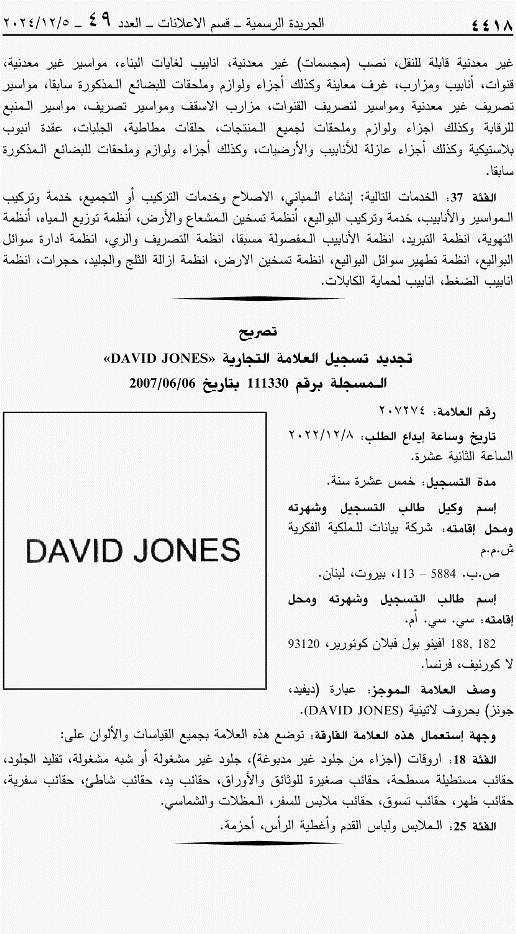 ٤٤١٨ الجريدة الرسمية – قسم الاعلانات – العدد ٤٩ – ٢٠٢٤/١٢/٥
غير معدنية قابلة للنقل، نصب (مجسمات) غير معدنية، انابيب لغايات البناء، مواسير غير معدنية،
قنوات، أنابيب ومزارب، غرف معاينة وكذلك أجزاء ولوازم وملحقات للبضائع المذكورة سابقا، مواسير
تصريف غير معدنية ومواسير لتصريف القنوات، مزارب الاسقف ومواسير تصريف، مواسير المنبع
للرقابة وكذلك اجزاء ولوازم وملحقات لجميع المنتجات، حلقات مطاطية، الجلبات، عقدة انبوب
بلاستيكية وكذلك أجزاء عازلة للأنابيب والأرضيات، وكذلك أجزاء ولوازم وملحقات للبضائع المذكورة
سابقا.
الفئة 37: الخدمات التالية: إنشاء المباني، الاصلاح وخدمات التركيب أو التجميع، خدمة وتركيب
المواسير والأنابيب، خدمة وتركيب البواليع، أنظمة تسخين المشعاع والأرض، أنظمة توزيع المياه، أنظمة
التهوية، انظمة التبريد، انظمة الأنابيب المفصولة مسبقا، انظمة التصريف والري، انظمة ادارة سوائل
البواليع، انظمة تطهير سوائل البواليع، انظمة تسخين الارض، انظمة ازالة الثلج والجليد، حجرات، انظمة
انابيب الضغط، انابيب لحماية الكابلات.
تصريح
تجديد تسجيل العلامة التجارية «DAVID JONES»
المسجلة برقم 111330 بتاريخ 2007/06/06
رقم العلامة: ٢٠٧٢٧٤
تاريخ وساعة إيداع الطلب: ٢٠٢٢/١٢/٨
الساعة الثانية عشرة.
مدة التسجيل: خمس عشرة سنة.
إسم وكيل طالب التسجيل وشهرته
ومحل إقامته: شركة بيانات للملكية الفكرية
ش.م.م
ص.ب. 5884 – 113، بيروت، لبنان.
إسم طالب التسجيل وشهرته ومحل
إقامته: سي. سي. أم.
182 ,188 افينو بول فيلان كوتورير، 93120
لا كورنيف، فرنسا.
وصف العلامة الموجز: عبارة (ديفيد،
جونز) بحروف لاتينية (DAVID JONES).
DAVID JONES
وجهة إستعمال هذه العلامة الفارقة: توضع هذه العلامة بجميع القياسات والألوان على:
الفئة 18: اروقات (اجزاء من جلود غير مدبوغة)، جلود غير مشغولة أو شبه مشغولة، تقليد الجلود،
حقائب مستطيلة مسطحة، حقائب صغيرة للوثائق والأوراق، حقائب يد، حقائب شاطئ، حقائب سفرية،
حقائب ظهر، حقائب تسوق، حقائب ملابس للسفر، المظلات والشماسي.
الفئة 25: الملابس ولباس القدم وأغطية الرأس، أحزمة.